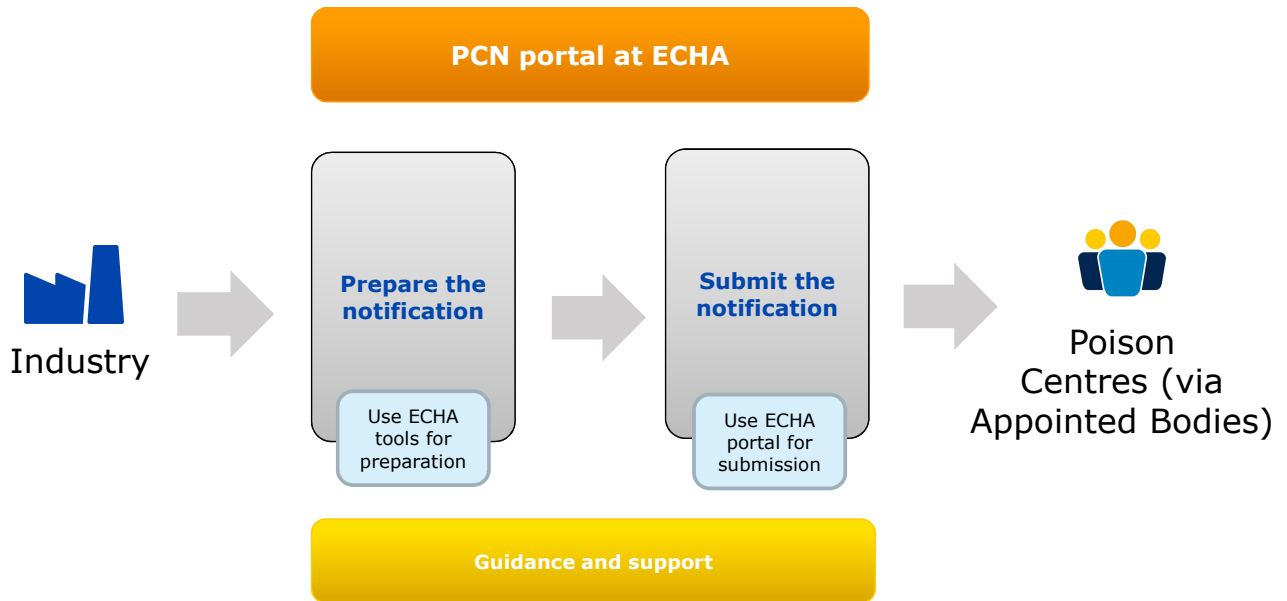 PCN portal at ECHA
Industry
Prepare the
notification
Use ECHA
tools for
preparation
Submit the
notification
Use ECHA
portal for
submission
Poison
Centres (via
Appointed Bodies)
Guidance and support